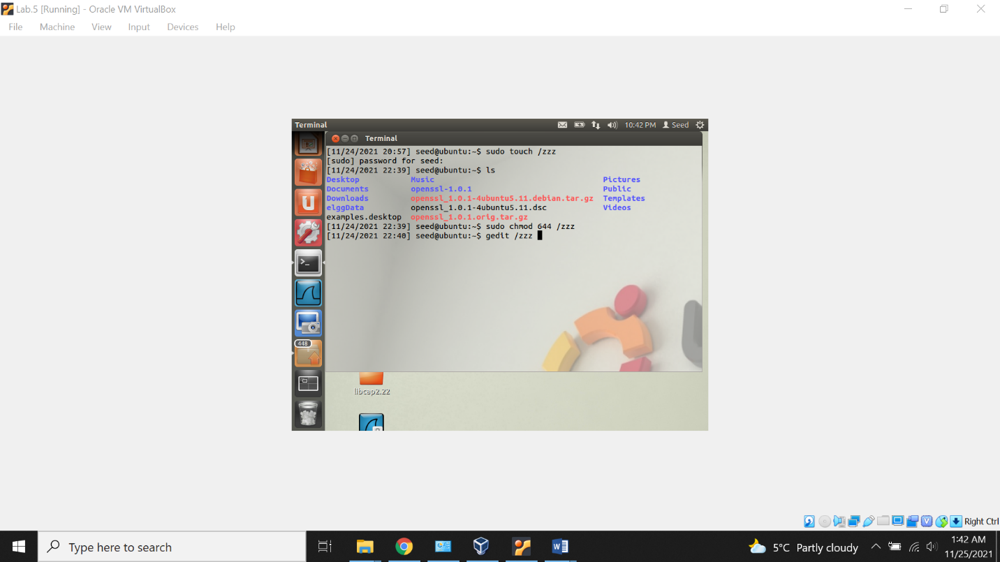 Lab.5 [Running] - Oracle VM VirtualBox
File Machine View Input Devices Help
Terminal 10:42 PM Seed
Terminal
[11/24/2021 20:57] seed@ubuntu:~$ sudo touch /zzz
[sudo] password for seed:
[11/24/2021 22:39] seed@ubuntu:~$ ls
Desktop Music Pictures
Documents openssl-1.0.1 Public
Downloads openssl_1.0.1-4ubuntu5.11.debian.tar.gz Templates
elggData openssl_1.0.1-4ubuntu5.11.dsc Videos
examples.desktop openssl_1.0.1.orig.tar.gz
[11/24/2021 22:39] seed@ubuntu:~$ sudo chmod 644 /zzz
[11/24/2021 22:40] seed@ubuntu:~$ gedit /zzz
448
libcap2.22
Right Ctrl
Type here to search
5°C Partly cloudy
1:42 AM
11/25/2021